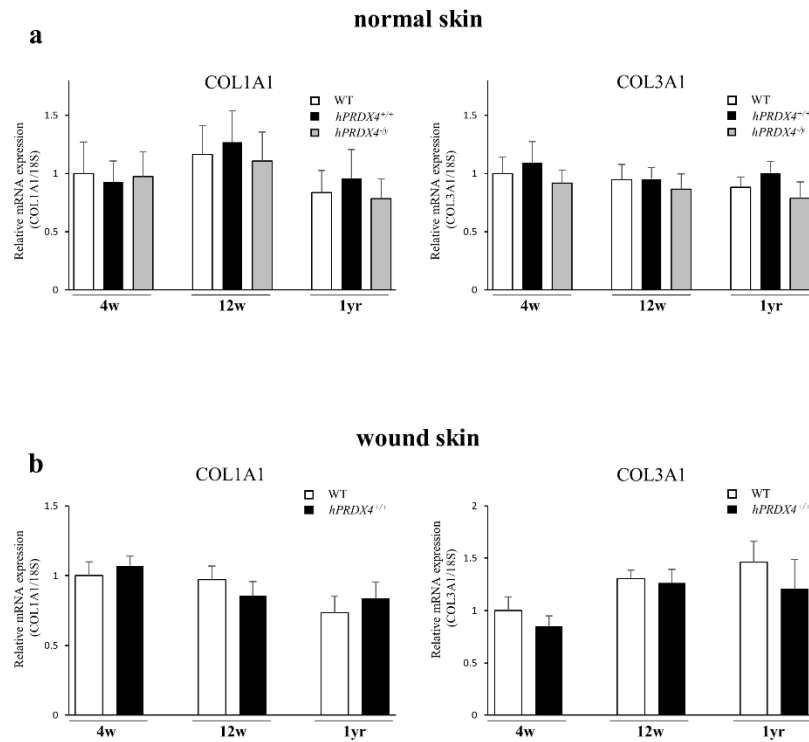 normal skin
a
COL1A1
WT
hPRDX4+/+
hPRDX4-/y
Relative mRNA expression
(COL1A1/18S)
1.5
1
0.5
0
4w
12w
1yr
COL3A1
WT
hPRDX4+/+
hPRDX4-/y
Relative mRNA expression
(COL3A1/18S)
1.5
1
0.5
0
4w
12w
1yr
wound skin
b
COL1A1
WT
hPRDX4+/+
Relative mRNA expression
(COL1A1/18S)
1.5
1
0.5
0
4w
12w
1yr
COL3A1
WT
hPRDX4+/+
Relative mRNA expression
(COL3A1/18S)
2
1.5
1
0.5
0
4w
12w
1yr